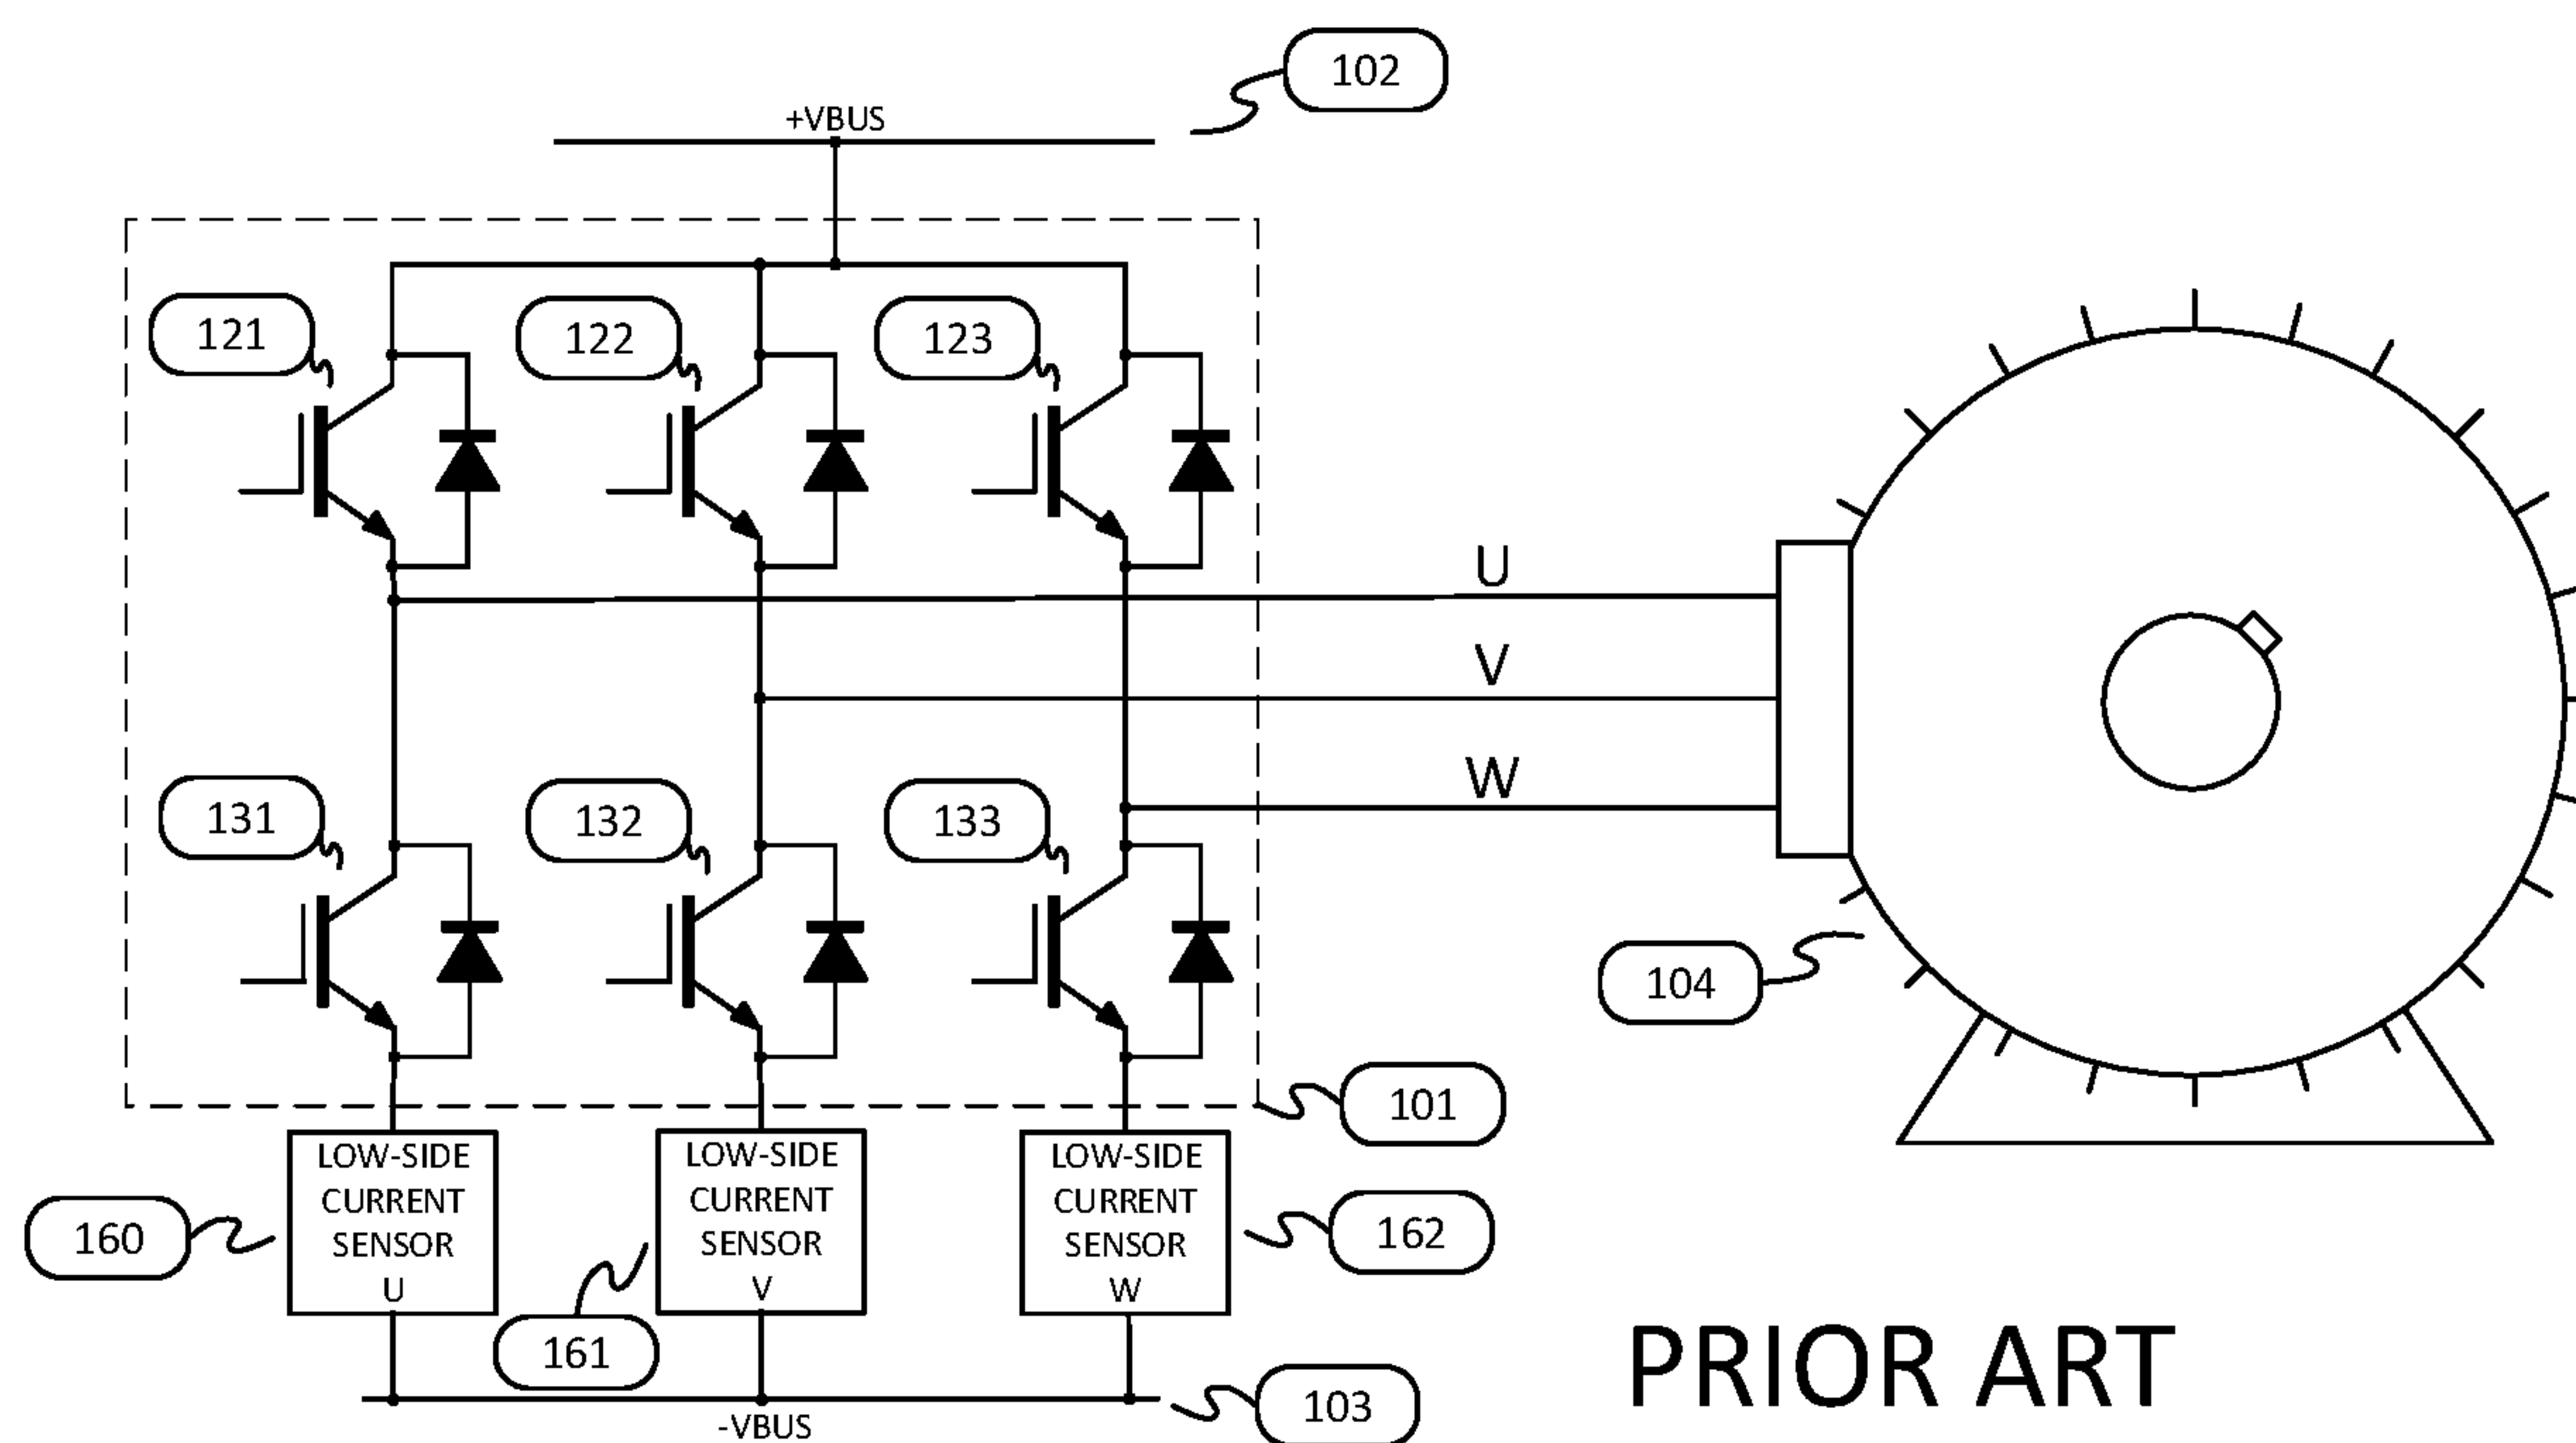 102
+VBUS
121
122
123
U
V
W
131
132
133
104
101
LOW-SIDE
CURRENT
SENSOR
U
LOW-SIDE
CURRENT
SENSOR
V
LOW-SIDE
CURRENT
SENSOR
W
160
162
161
PRIOR ART
103
-VBUS